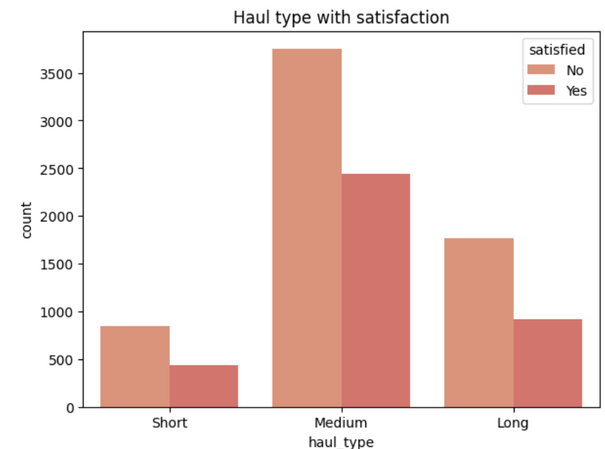 Haul type with satisfaction
satisfied
No
Yes
count
3500
3000
2500
2000
1500
1000
500
0
Short Medium Long
haul_type